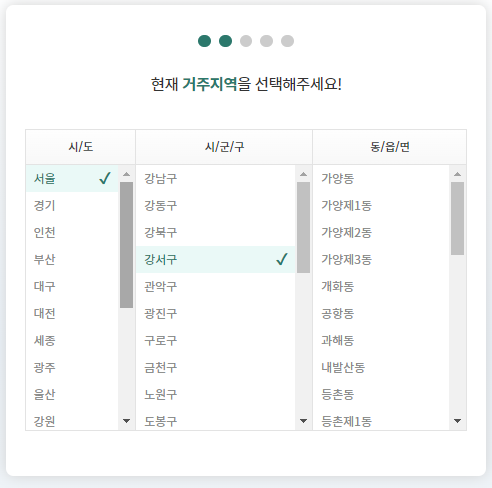 현재 거주지역을 선택해주세요!
시/도 시/군/구 동/읍/면
서울 강남구 가양동
경기 강동구 가양제1동
인천 강북구 가양제2동
부산 강서구 가양제3동
대구 관악구 개화동
대전 광진구 공항동
세종 구로구 과해동
광주 금천구 내발산동
울산 노원구 등촌동
강원 도봉구 등촌제1동